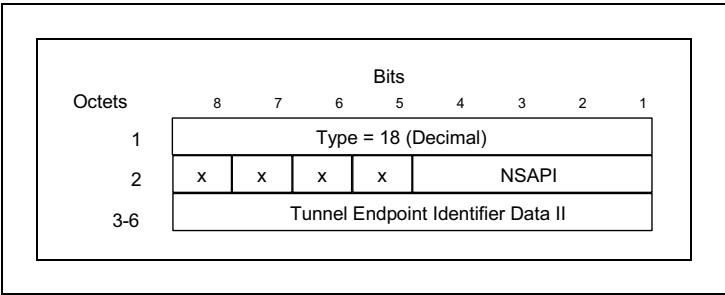 Bits
Octets 8 7 6 5 4 3 2 1
1 Type = 18 (Decimal)
2 x x x x NSAPI
3-6 Tunnel Endpoint Identifier Data II